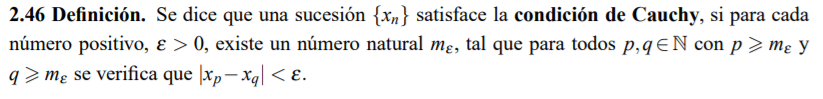 2.46 Definición. Se dice que una sucesión {xₙ} satisface la condición de Cauchy, si para cada
número positivo, ε > 0, existe un número natural mε, tal que para todos p,q∈ℕ con p ⩾ mε y
q ⩾ mε se verifica que |xₚ−x_q| < ε.